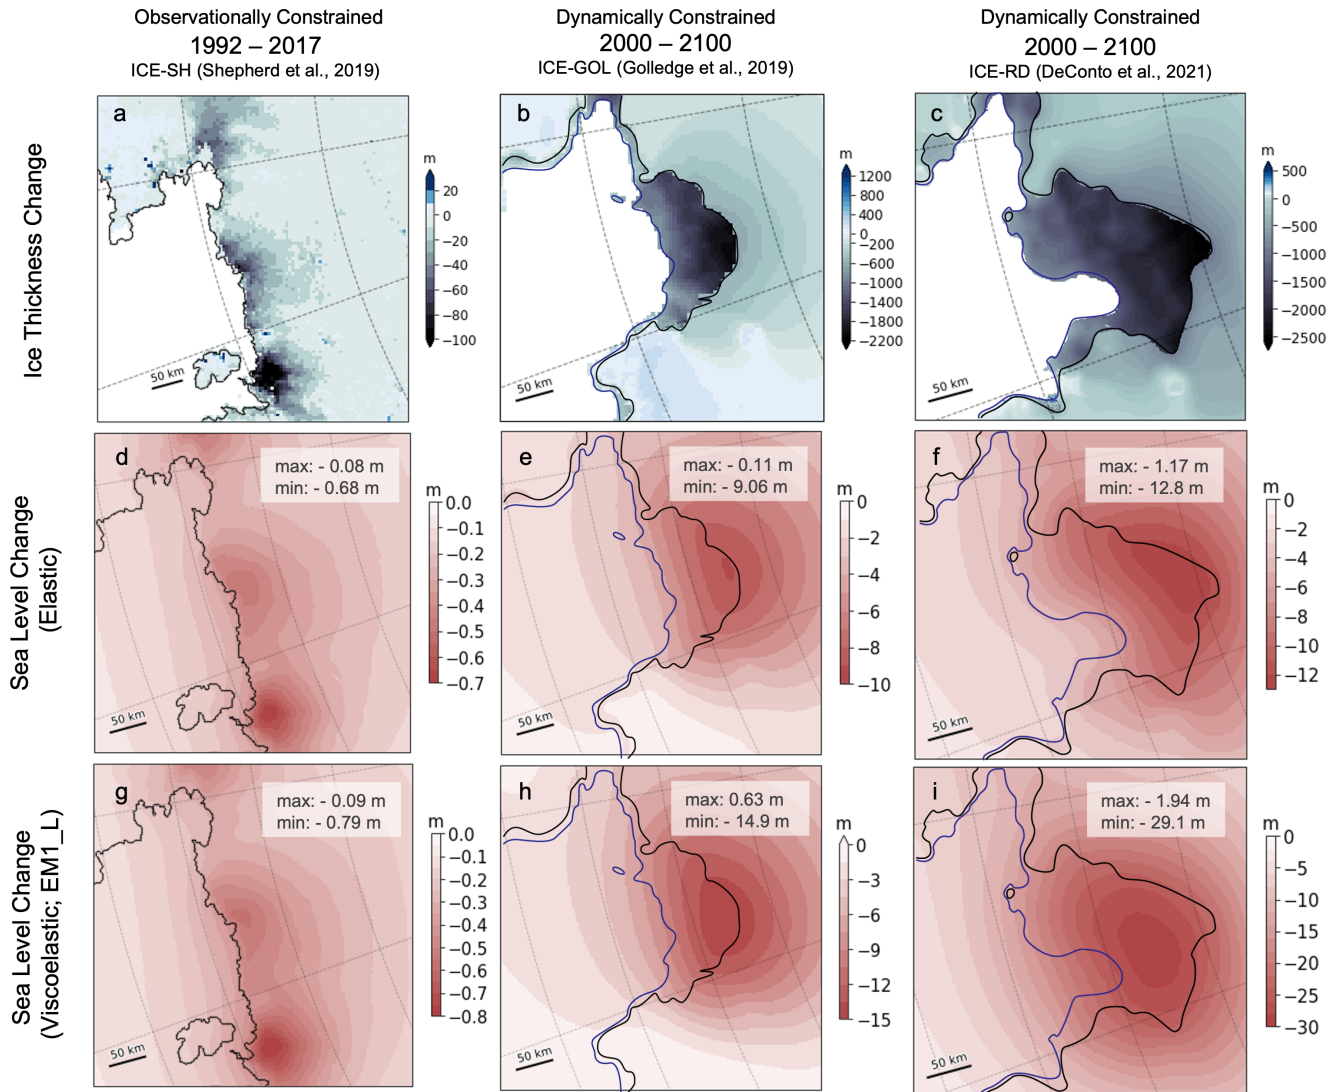 Observationally Constrained
1992 – 2017
ICE-SH (Shepherd et al., 2019)
Dynamically Constrained
2000 – 2100
ICE-GOL (Golledge et al., 2019)
Dynamically Constrained
2000 – 2100
ICE-RD (DeConto et al., 2021)
Ice Thickness Change
a
50 km
m
20
0
−20
−40
−60
−80
−100
b
50 km
m
1200
800
400
0
−200
−600
−1000
−1400
−1800
−2200
c
50 km
m
500
0
−500
−1000
−1500
−2000
−2500
Sea Level Change
(Elastic)
d
max: - 0.08 m
min: - 0.68 m
50 km
m
0.0
−0.1
−0.2
−0.3
−0.4
−0.5
−0.6
−0.7
e
max: - 0.11 m
min: - 9.06 m
50 km
m
0
−2
−4
−6
−8
−10
f
max: - 1.17 m
min: - 12.8 m
50 km
m
0
−2
−4
−6
−8
−10
−12
Sea Level Change
(Viscoelastic; EM1_L)
g
max: - 0.09 m
min: - 0.79 m
50 km
m
0.0
−0.1
−0.2
−0.3
−0.4
−0.5
−0.6
−0.7
−0.8
h
max: 0.63 m
min: - 14.9 m
50 km
m
0
−3
−6
−9
−12
−15
i
max: - 1.94 m
min: - 29.1 m
50 km
m
0
−5
−10
−15
−20
−25
−30